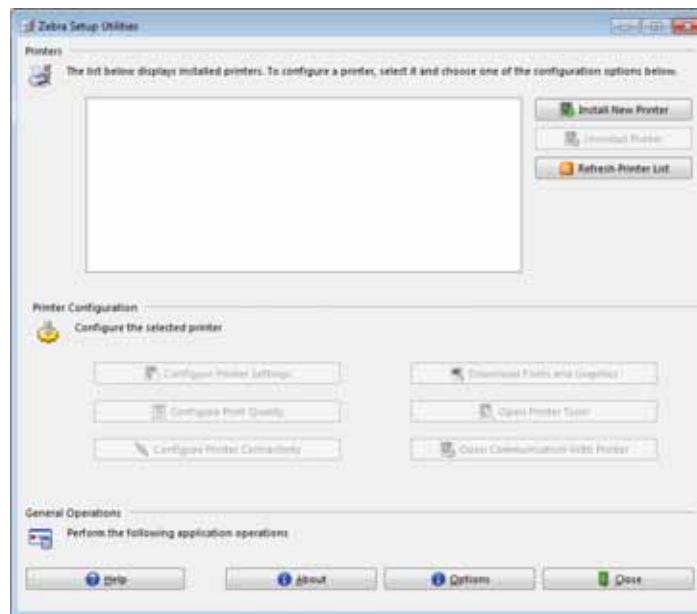 Zebra Setup Utilities
Printers
The list below displays installed printers. To configure a printer, select it and choose one of the configuration options below.
Install New Printer
Uninstall Printer
Refresh Printer List
Printer Configuration
Configure the selected printer
Configure Printer Settings
Download Fonts and Graphics
Configure Print Quality
Open Printer Tools
Configure Printer Connectivity
Open Communication With Printer
General Operations
Perform the following application operations
Help
About
Options
Close